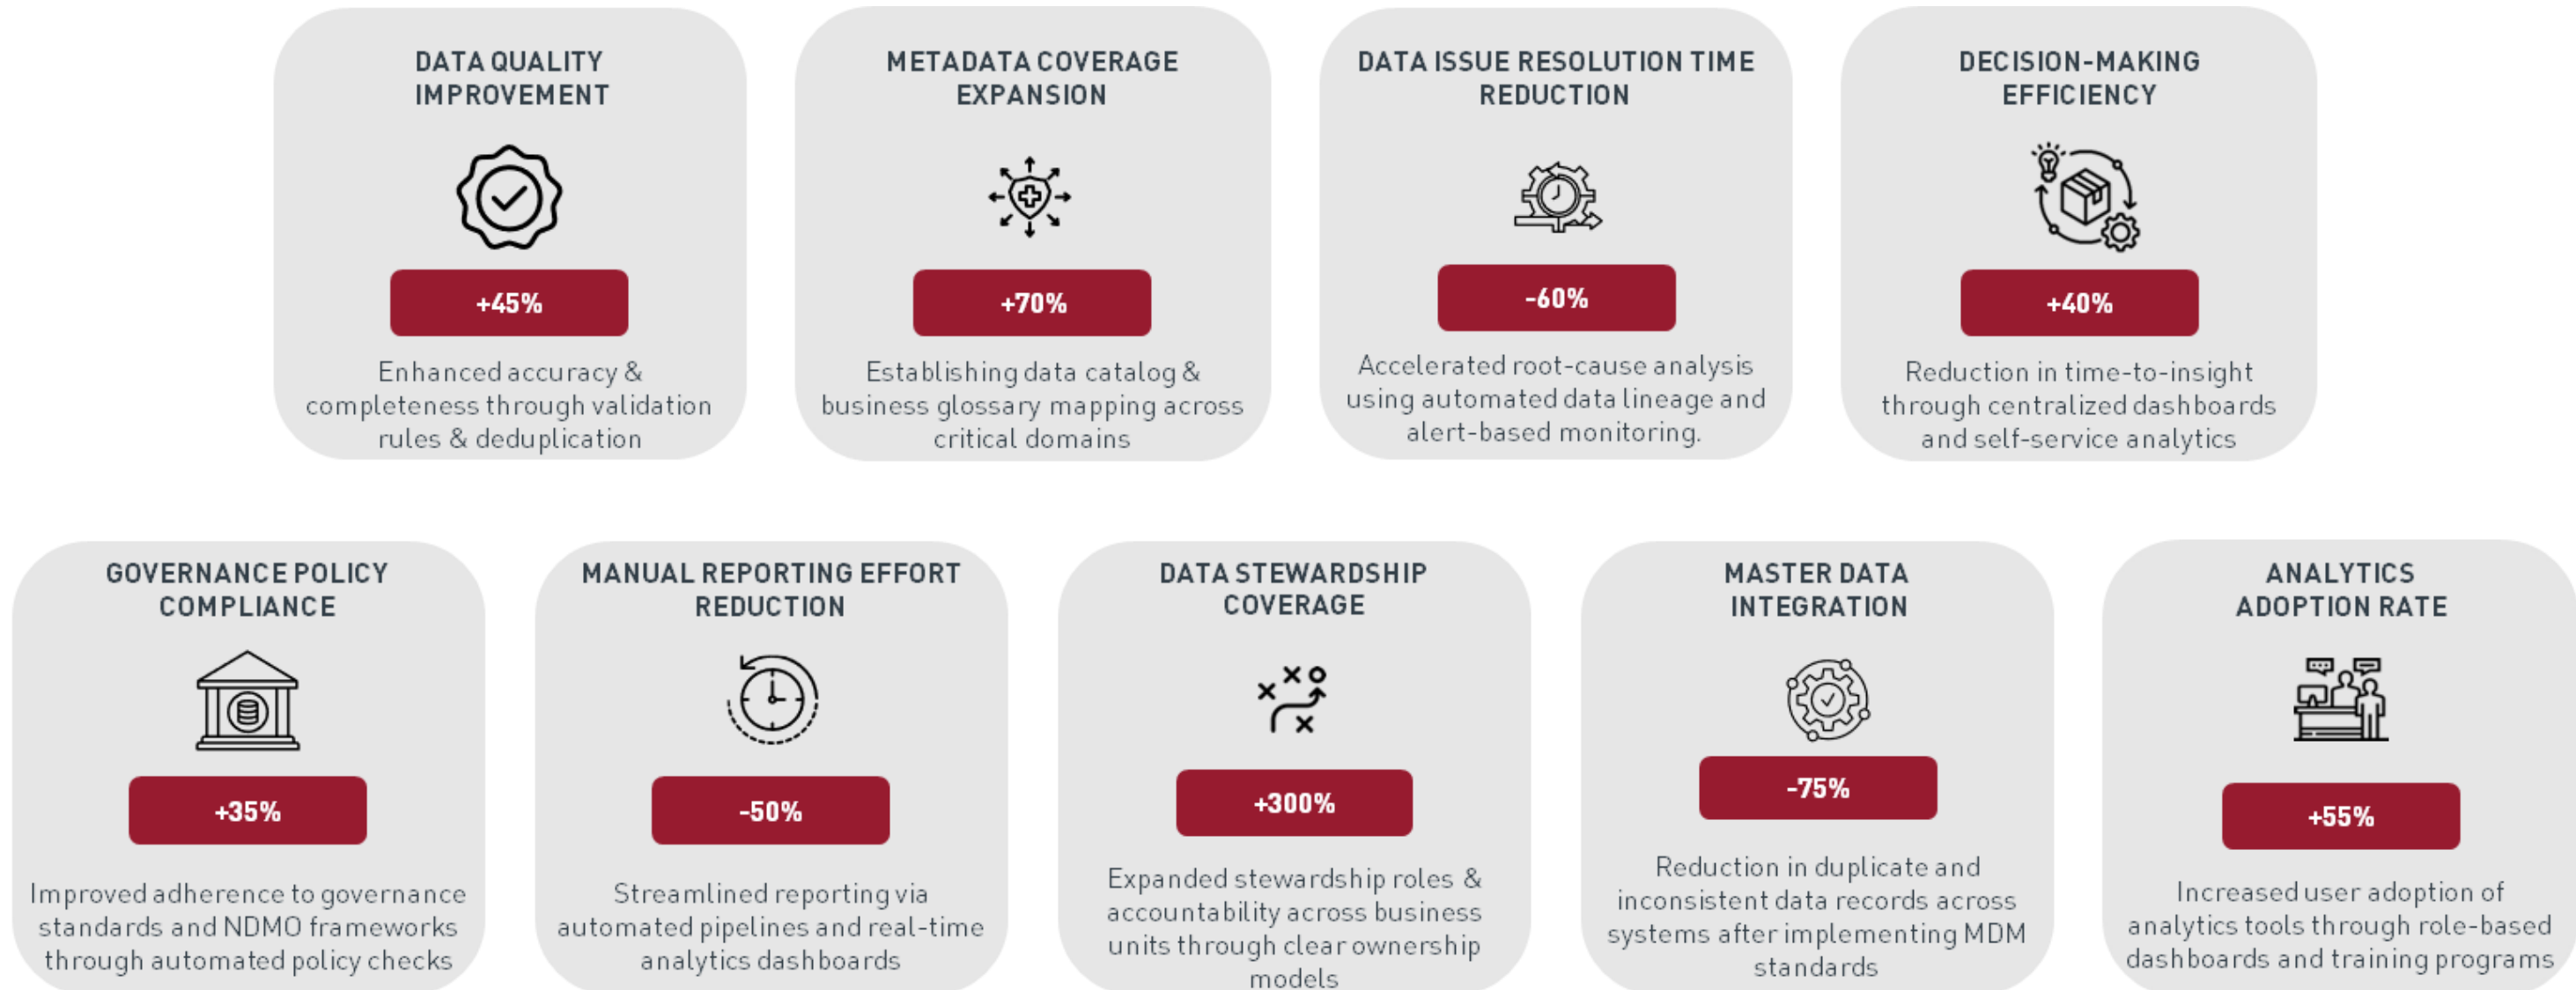 DATA QUALITY
IMPROVEMENT
+45%
Enhanced accuracy &
completeness through validation
rules & deduplication
METADATA COVERAGE
EXPANSION
+70%
Establishing data catalog &
business glossary mapping across
critical domains
DATA ISSUE RESOLUTION TIME
REDUCTION
-60%
Accelerated root-cause analysis
using automated data lineage and
alert-based monitoring.
DECISION-MAKING
EFFICIENCY
+40%
Reduction in time-to-insight
through centralized dashboards
and self-service analytics
GOVERNANCE POLICY
COMPLIANCE
+35%
Improved adherence to governance
standards and NDMO frameworks
through automated policy checks
MANUAL REPORTING EFFORT
REDUCTION
-50%
Streamlined reporting via
automated pipelines and real-time
analytics dashboards
DATA STEWARDSHIP
COVERAGE
+300%
Expanded stewardship roles &
accountability across business
units through clear ownership
models
MASTER DATA
INTEGRATION
-75%
Reduction in duplicate and
inconsistent data records across
systems after implementing MDM
standards
ANALYTICS
ADOPTION RATE
+55%
Increased user adoption of
analytics tools through role-based
dashboards and training programs